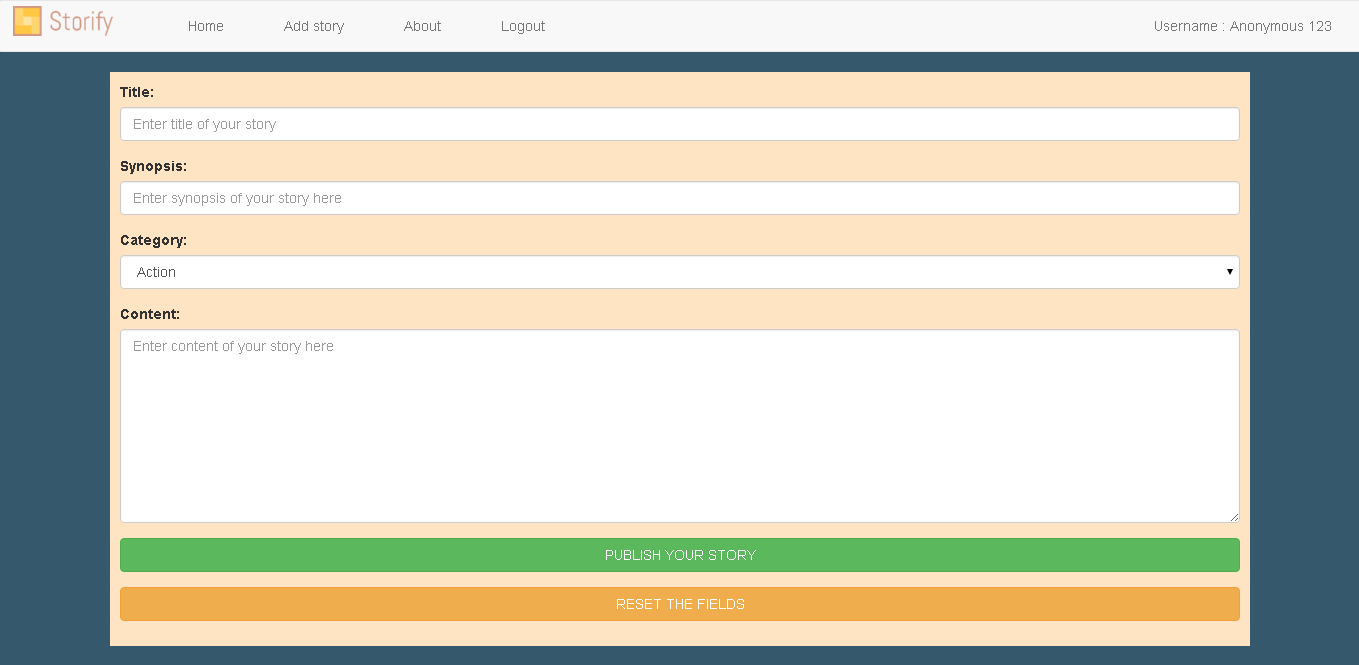 Storify Home Add story About Logout Username : Anonymous 123
Title:
Enter title of your story
Synopsis:
Enter synopsis of your story here
Category:
Action
Content:
Enter content of your story here
PUBLISH YOUR STORY
RESET THE FIELDS